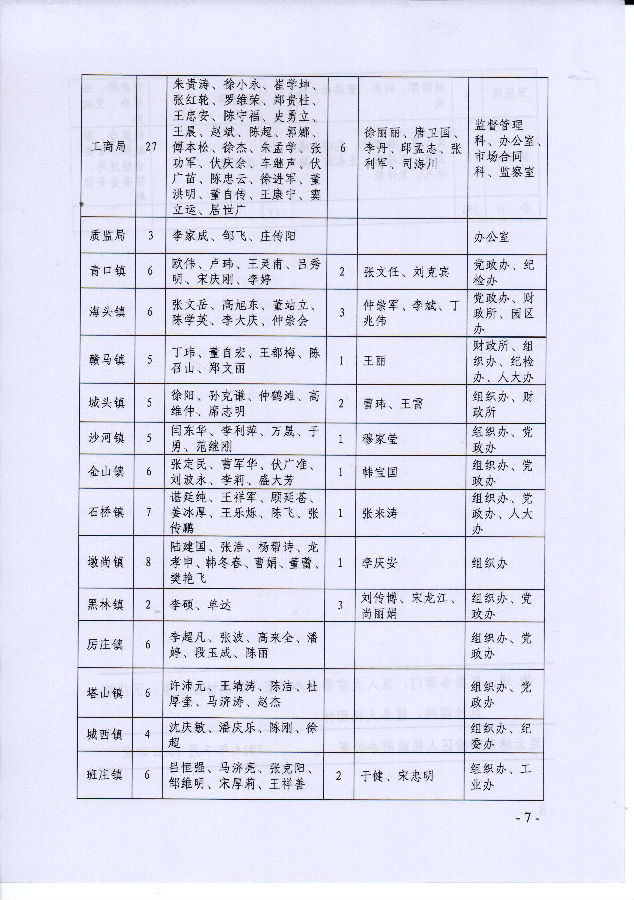 朱贵涛、徐小永、崔学坤、
张红轮、罗维荣、郑贵柱、
王忠安、陈守福、史勇立、
王晨、赵斌、陈超、郭娜、
工商局 27 傅本松、徐杰、朱孟学、张 6 徐丽丽、唐卫国、
李丹、邱孟志、张
利军、司海川 监督管理
科、办公室、
市场合同
科、监察室
功军、伏庆余、车继声、伏
广苗、陈忠云、徐进军、董
洪明、董自传、王康宁、窦
立运、居恒广
质监局 3 李家成、邹飞、庄传阳 办公室
青口镇 6 欧伟、卢玮、王灵甫、吕秀
明、宋庆刚、李婷 2 张文任、刘克宾 党政办、纪
检办
海头镇 6 张文岳、高旭东、董站立、
陈学英、李大庆、仲崇会 3 仲崇军、李斌、丁
兆伟 党政办、财
政所、园区
办
赣马镇 5 丁玮、董自宏、王都梅、陈
召山、郑文丽 1 王丽 财政所、组
织办、纪检
办、人大办
城头镇 5 徐阳、孙克谦、仲鹤滩、高
维仲、席志明 2 曹玮、王雷 组织办、财
政所
沙河镇 5 闫东华、李利萍、万晟、于
勇、范继刚 1 穆家莹 组织办、党
政办
金山镇 6 张定民、曹军华、伏广准、
刘波永、李莉、盛大芳 1 韩宝国 组织办、党
政办
石桥镇 7 谌延纯、王祥军、顾延苍、
姜冰厚、王乐烁、陈飞、张
传鹏 1 张来涛 组织办、党
政办、人大
办
墩尚镇 8 陆建国、张浩、杨帮诗、龙
孝申、韩冬春、曹娟、董蕾、
樊艳飞 1 李庆安 组织办
黑林镇 2 李硕、单达 3 刘传博、宋龙江、
尚丽娟 组织办、党
政办
厉庄镇 6 季超凡、张波、高来全、潘
婷、段玉成、陈丽 组织办、党
政办
塔山镇 6 许沛元、王靖涛、陈洁、杜
厚奎、马济涛、赵杰 组织办、党
政办
城西镇 4 沈庆敏、潘庆乐、陈刚、徐
超 组织办、纪
委办
班庄镇 6 吕恒强、马济亮、张克阳、
邹维明、宋厚莉、王祥善 2 于健、宋忠明 组织办、工
业办
- 7 -